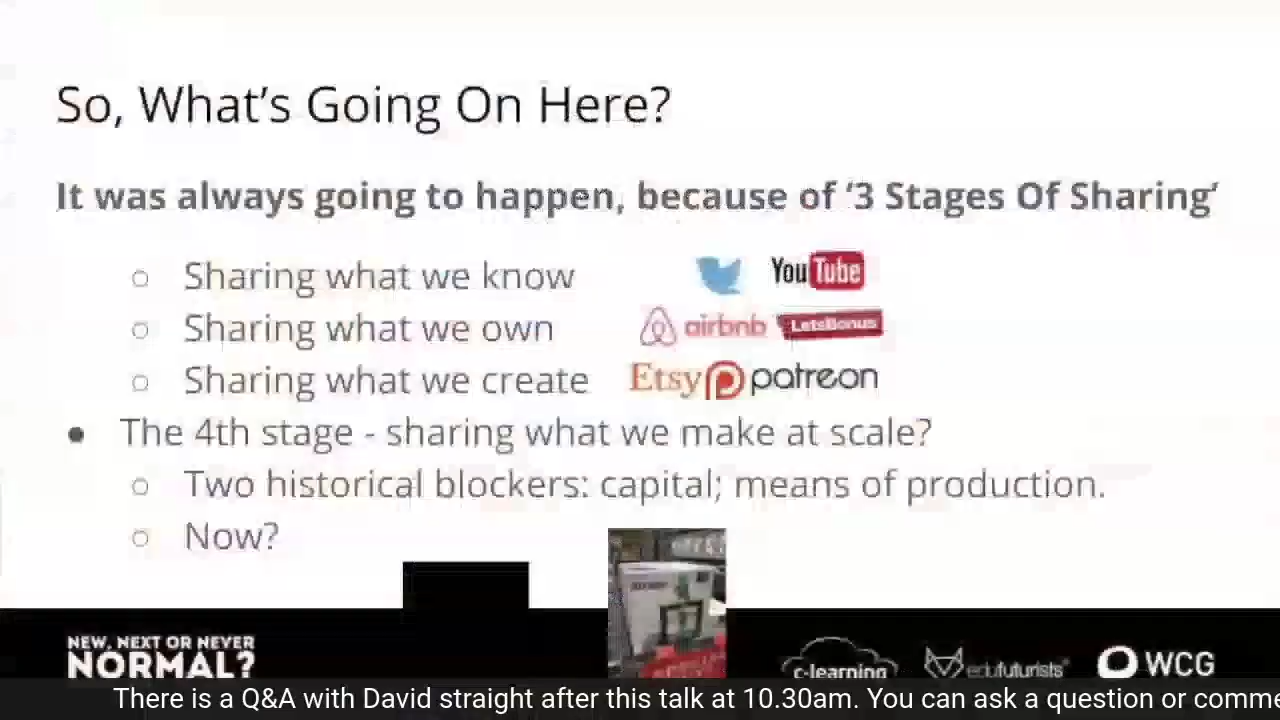 So, What's Going On Here?
It was always going to happen, because of ‘3 Stages Of Sharing’
○ Sharing what we know
YouTube
○ Sharing what we own
airbnb LetsBonus
○ Sharing what we create
Etsy patreon
● The 4th stage - sharing what we make at scale?
○ Two historical blockers: capital; means of production.
○ Now?
NEW, NEXT OR NEVER
NORMAL?
c-learning
edufuturists
WCG
There is a Q&A with David straight after this talk at 10.30am. You can ask a question or comme